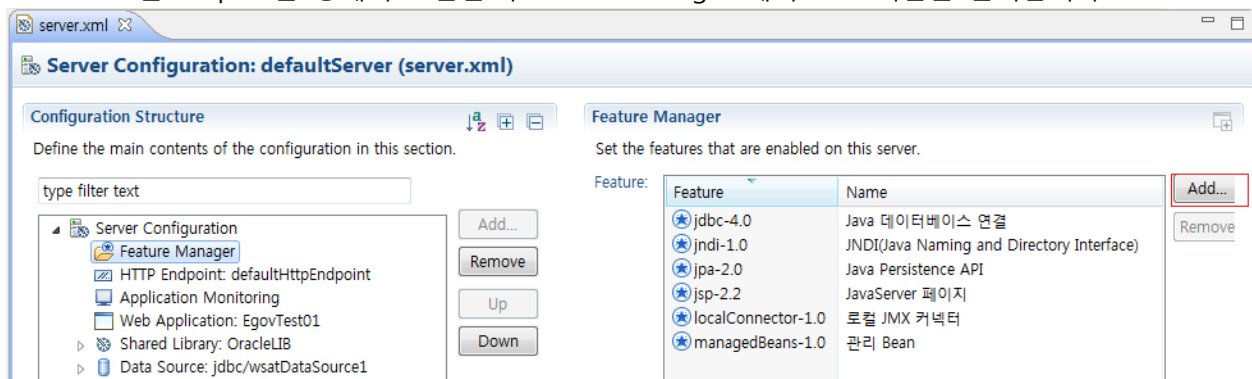 server.xml
Server Configuration: defaultServer (server.xml)
Configuration Structure
Define the main contents of the configuration in this section.
type filter text
Server Configuration
Feature Manager
HTTP Endpoint: defaultHttpEndpoint
Application Monitoring
Web Application: EgovTest01
Shared Library: OracleLIB
Data Source: jdbc/wsatDataSource1
Add...
Remove
Up
Down
Feature Manager
Set the features that are enabled on this server.
Feature:
Feature Name
jdbc-4.0 Java 데이터베이스 연결
jndi-1.0 JNDI(Java Naming and Directory Interface)
jpa-2.0 Java Persistence API
jsp-2.2 JavaServer 페이지
localConnector-1.0 로컬 JMX 커넥터
managedBeans-1.0 관리 Bean
Add...
Remove